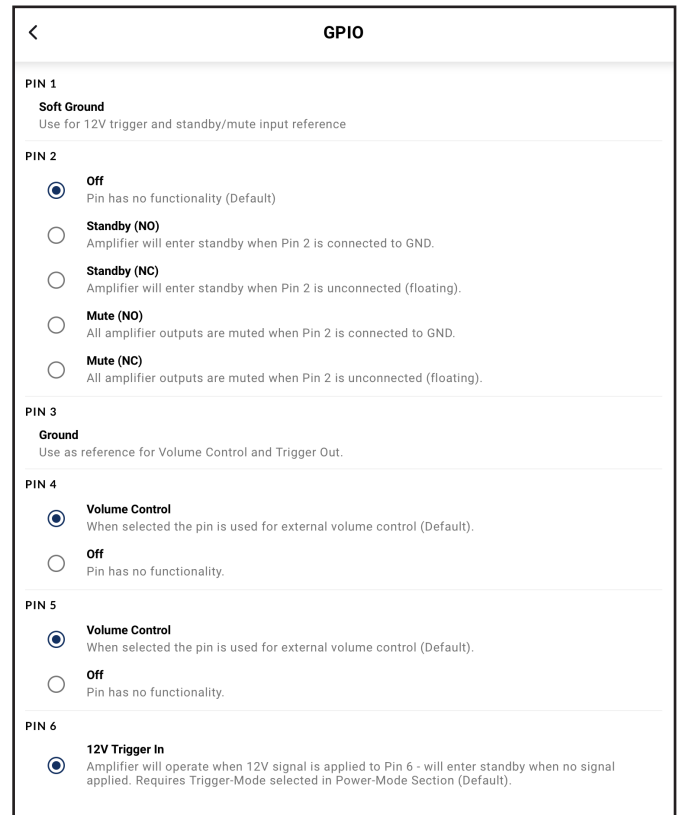 GPIO
PIN 1
Soft Ground
Use for 12V trigger and standby/mute input reference
PIN 2
Off
Pin has no functionality (Default)
Standby (NO)
Amplifier will enter standby when Pin 2 is connected to GND.
Standby (NC)
Amplifier will enter standby when Pin 2 is unconnected (floating).
Mute (NO)
All amplifier outputs are muted when Pin 2 is connected to GND.
Mute (NC)
All amplifier outputs are muted when Pin 2 is unconnected (floating).
PIN 3
Ground
Use as reference for Volume Control and Trigger Out.
PIN 4
Volume Control
When selected the pin is used for external volume control (Default).
Off
Pin has no functionality.
PIN 5
Volume Control
When selected the pin is used for external volume control (Default).
Off
Pin has no functionality.
PIN 6
12V Trigger In
Amplifier will operate when 12V signal is applied to Pin 6 - will enter standby when no signal
applied. Requires Trigger-Mode selected in Power-Mode Section (Default).